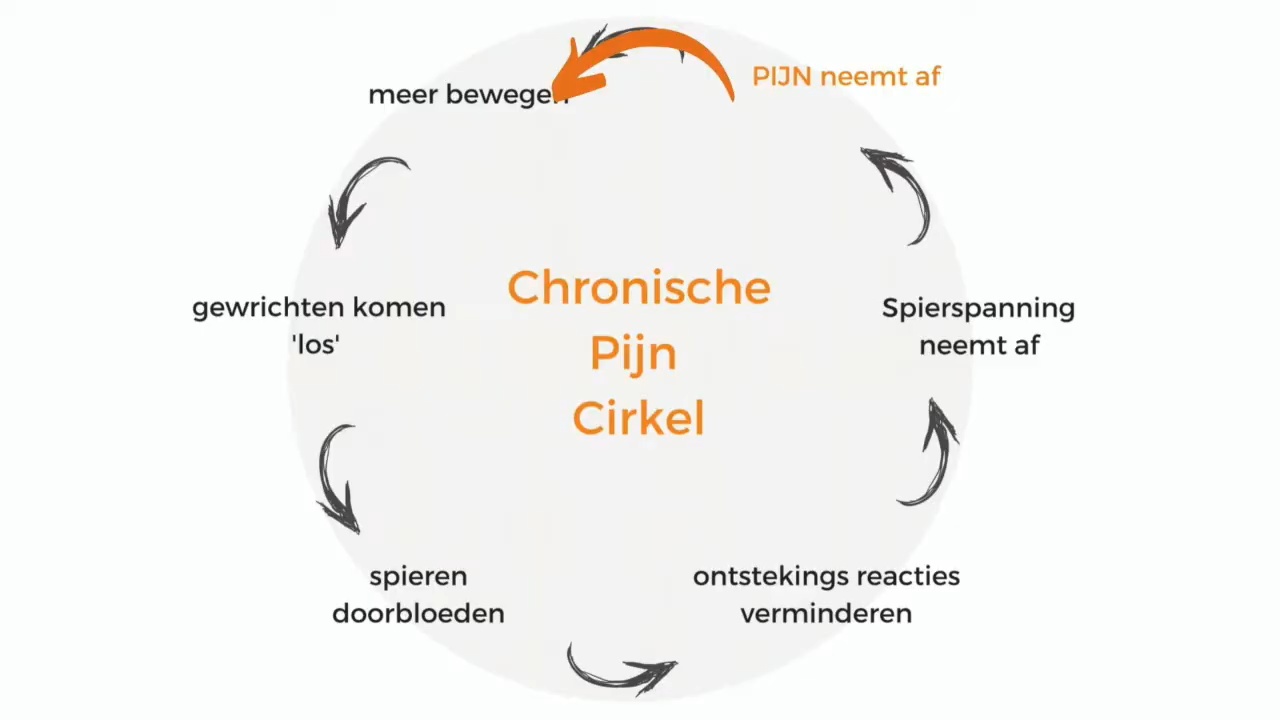 meer bewegen
PIJN neemt af
gewrichten komen
'los'
Chronische
Pijn
Cirkel
Spierspanning
neemt af
spieren
doorbloeden
ontstekings reacties
verminderen